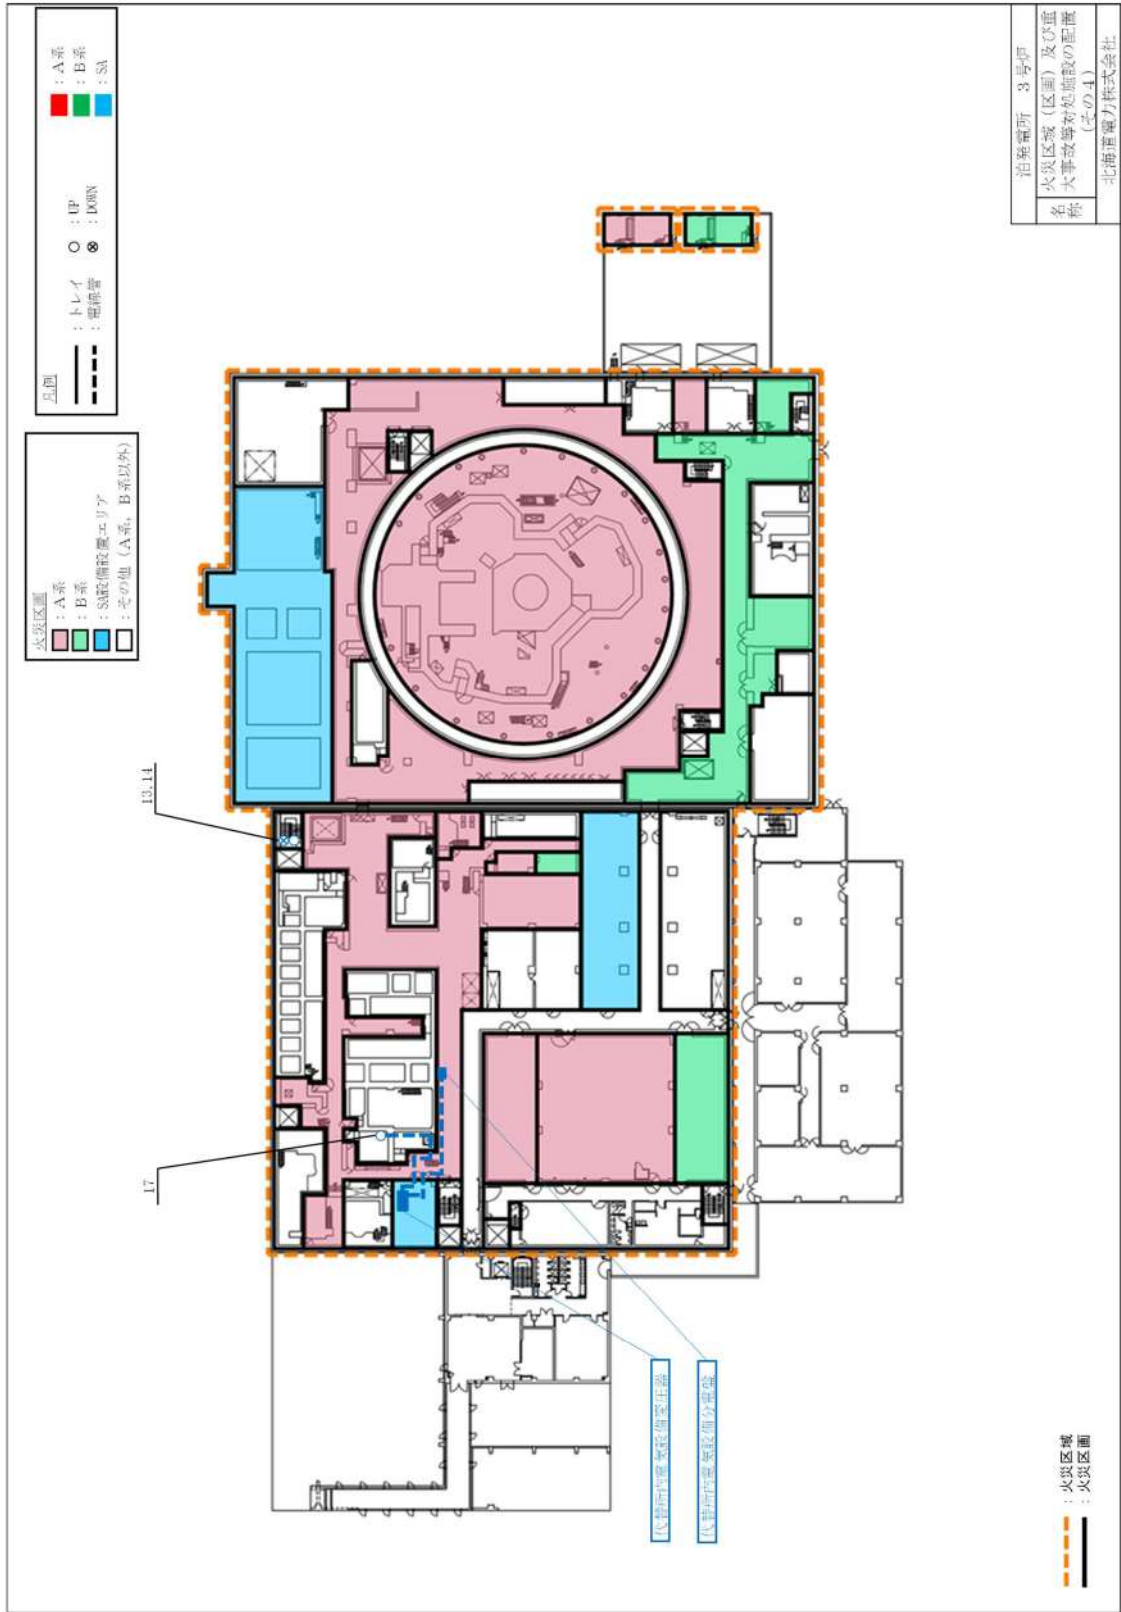 火災区画
：A系
：B系
：SA設備設置エリア
：その他（A系，B系以外）
凡例
：トレイ
：電線管
○：UP
⊗：DOWN
：A系
：B系
：SA
13.14
17
代替所内電気設備変圧器
代替所内電気設備分電盤
：火災区域
：火災区画
泊発電所 3号炉
名称
火災区域（区画）及び重
大事故等対処施設の配置
（その4）
北海道電力株式会社